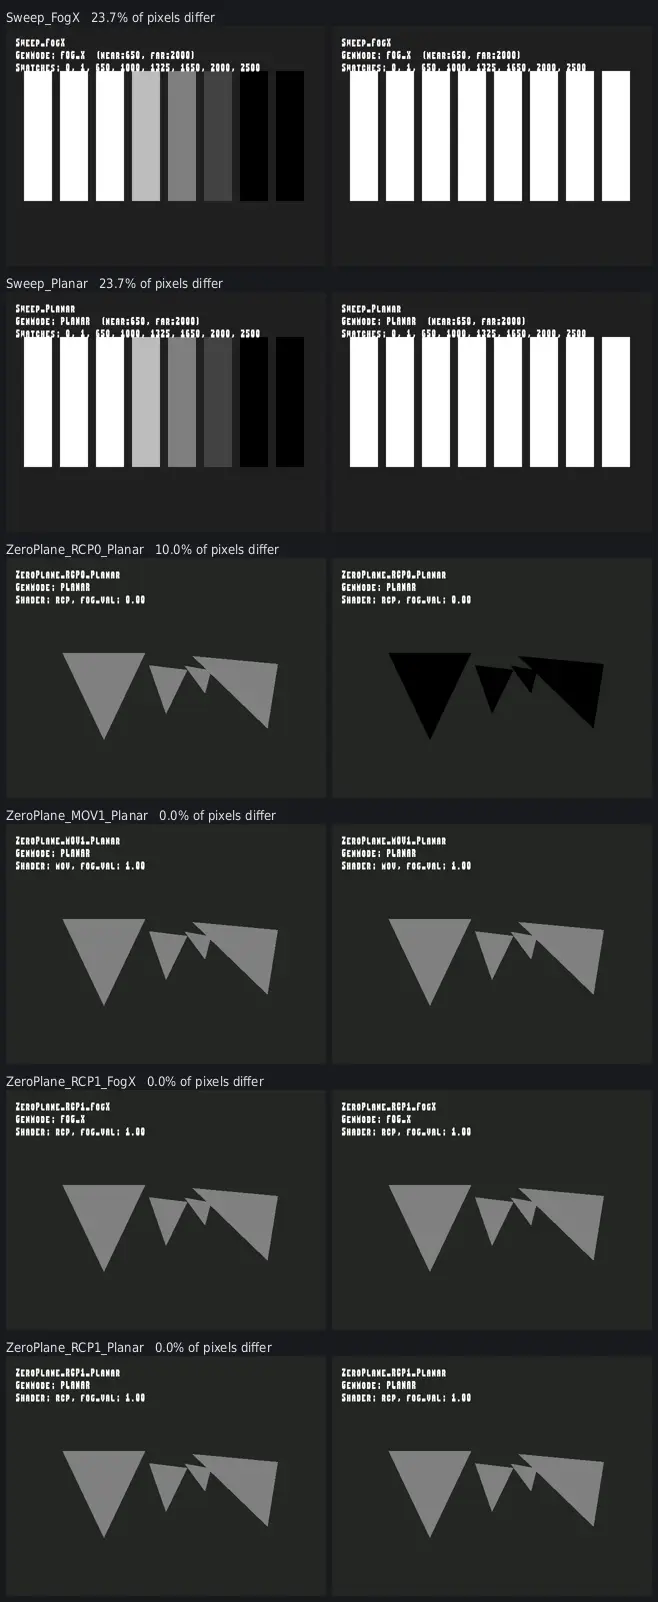 Sweep_FogX   23.7% of pixels differ
SWEEP_FOGX
GENMODE: FOG_X  (NEAR:650, FAR:2000)
SWATCHES: 0, 1, 650, 1000, 1325, 1650, 2000, 2500
SWEEP_FOGX
GENMODE: FOG_X  (NEAR:650, FAR:2000)
SWATCHES: 0, 1, 650, 1000, 1325, 1650, 2000, 2500
Sweep_Planar   23.7% of pixels differ
SWEEP_PLANAR
GENMODE: PLANAR  (NEAR:650, FAR:2000)
SWATCHES: 0, 1, 650, 1000, 1325, 1650, 2000, 2500
SWEEP_PLANAR
GENMODE: PLANAR  (NEAR:650, FAR:2000)
SWATCHES: 0, 1, 650, 1000, 1325, 1650, 2000, 2500
ZeroPlane_RCP0_Planar   10.0% of pixels differ
ZEROPLANE_RCP0_PLANAR
GENMODE: PLANAR
SHADER: RCP, FOG_VAL: 0.00
ZEROPLANE_RCP0_PLANAR
GENMODE: PLANAR
SHADER: RCP, FOG_VAL: 0.00
ZeroPlane_MOV1_Planar   0.0% of pixels differ
ZEROPLANE_MOV1_PLANAR
GENMODE: PLANAR
SHADER: MOV, FOG_VAL: 1.00
ZEROPLANE_MOV1_PLANAR
GENMODE: PLANAR
SHADER: MOV, FOG_VAL: 1.00
ZeroPlane_RCP1_FogX   0.0% of pixels differ
ZEROPLANE_RCP1_FOGX
GENMODE: FOG_X
SHADER: RCP, FOG_VAL: 1.00
ZEROPLANE_RCP1_FOGX
GENMODE: FOG_X
SHADER: RCP, FOG_VAL: 1.00
ZeroPlane_RCP1_Planar   0.0% of pixels differ
ZEROPLANE_RCP1_PLANAR
GENMODE: PLANAR
SHADER: RCP, FOG_VAL: 1.00
ZEROPLANE_RCP1_PLANAR
GENMODE: PLANAR
SHADER: RCP, FOG_VAL: 1.00